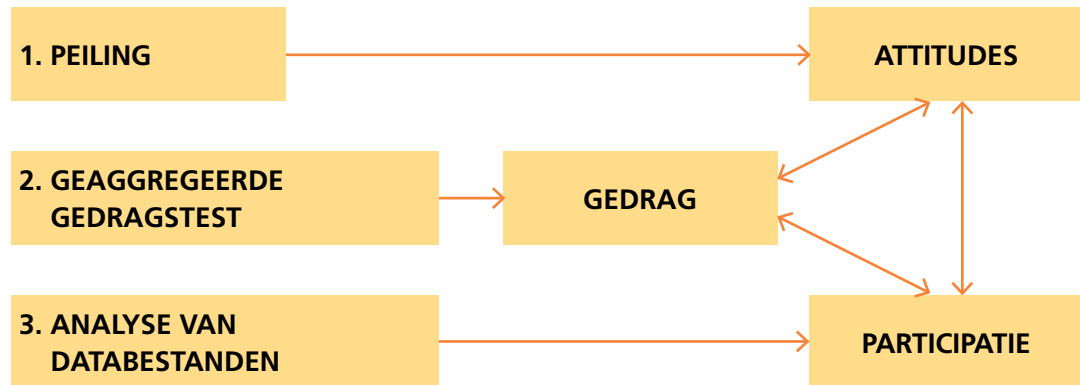 1. PEILING
ATTITUDES
2. GEAGGREGEERDE
GEDRAGSTEST
GEDRAG
3. ANALYSE VAN
DATABESTANDEN
PARTICIPATIE